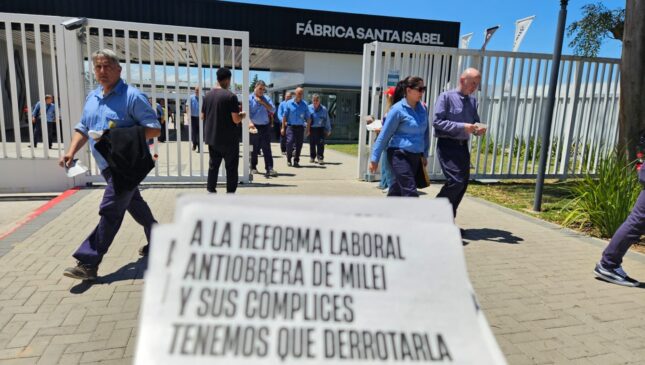 FÁBRICA SANTA ISABEL
A LA REFORMA LABORAL
ANTIOBRERA DE MILEI
Y SUS CÓMPLICES
TENEMOS QUE DERROTARLA